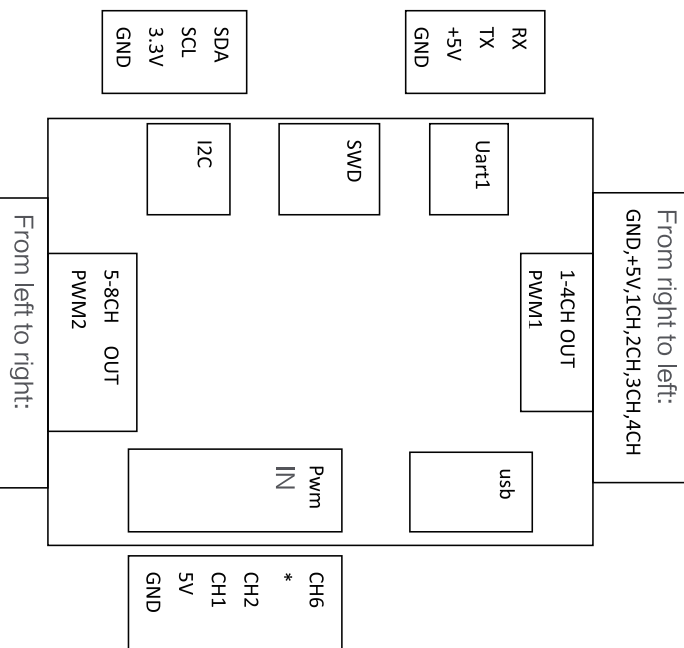 SDA
SCL
3.3V
GND
RX
TX
+5V
GND
I2C
SWD
Uart1
From right to left:
GND,+5V,1CH,2CH,3CH,4CH
1-4CH OUT
PWM1
5-8CH OUT
PWM2
From left to right:
Pwm
IN
usb
CH6
*
CH2
CH1
5V
GND